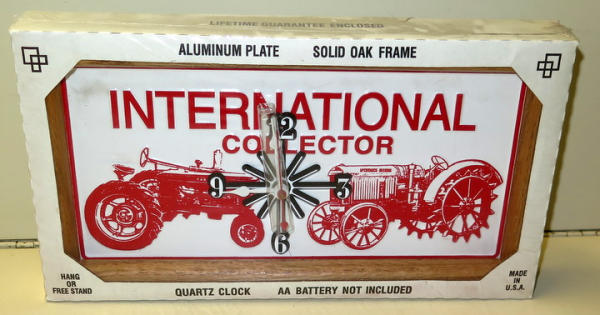 LIFETIME GUARANTEE ENCLOSED
ALUMINUM PLATE SOLID OAK FRAME
INTERNATIONAL
COLLECTOR
12
9 3
6
HANG
OR
FREE STAND
QUARTZ CLOCK AA BATTERY NOT INCLUDED
MADE
IN
U.S.A.